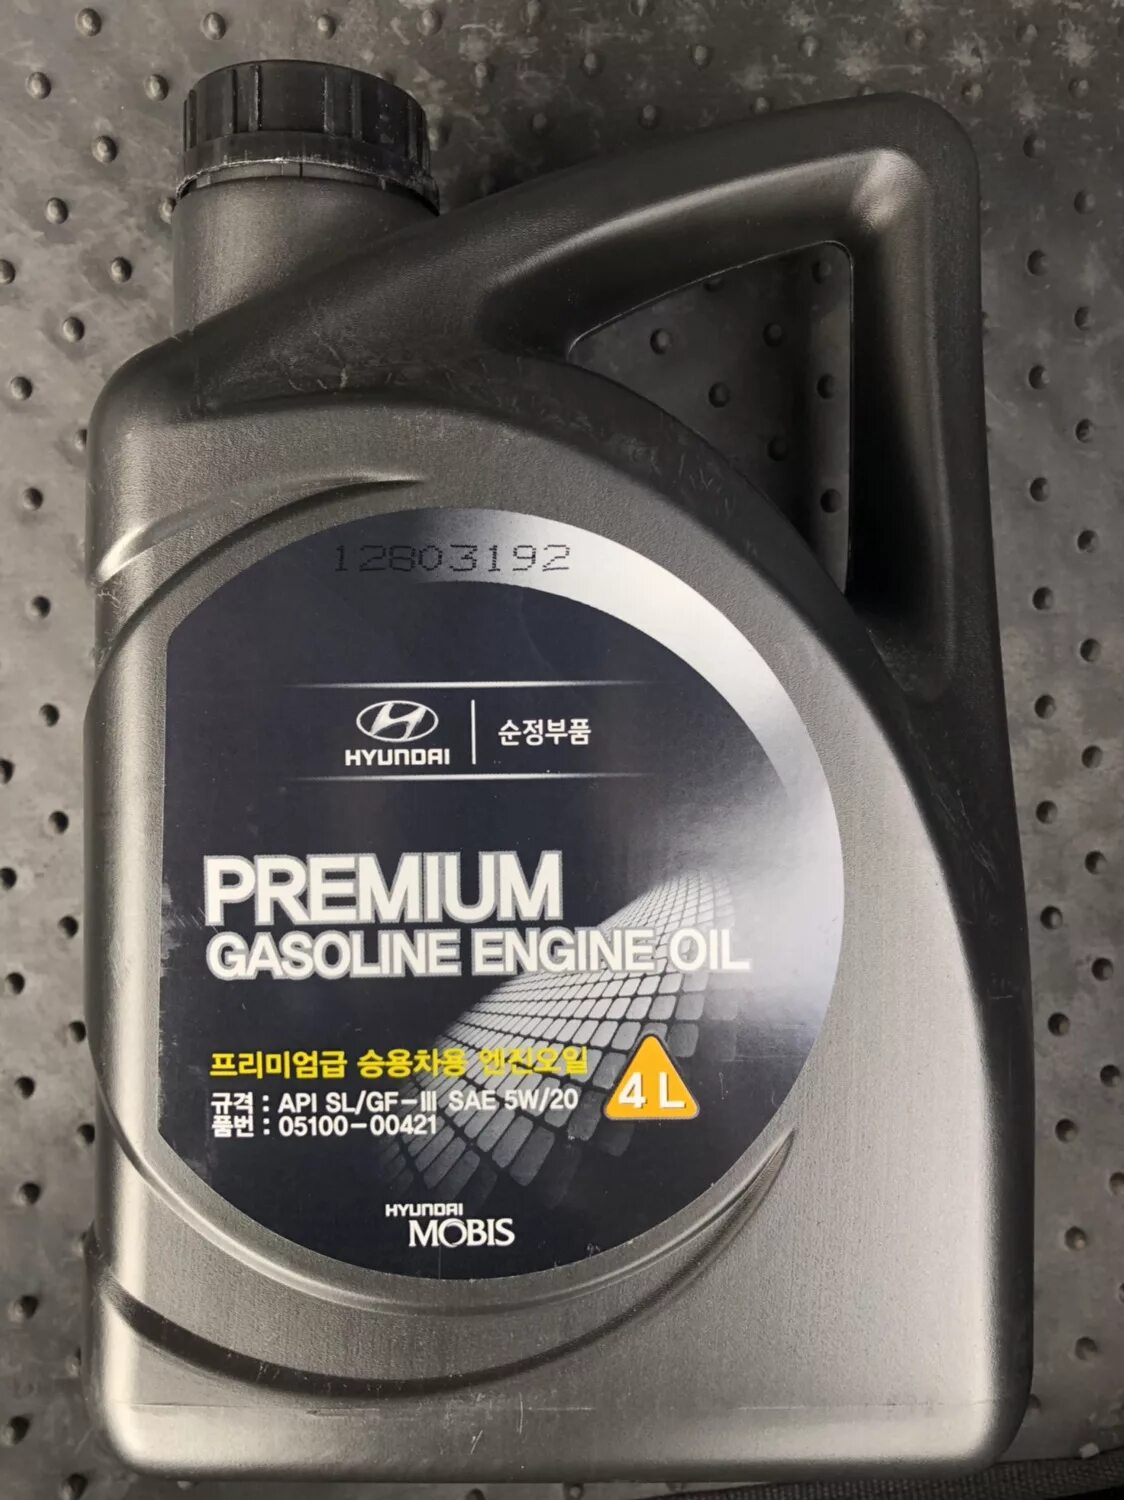 12803192
HYUNDAI 순정부품
PREMIUM
GASOLINE ENGINE OIL
프리미엄급 승용차용 엔진오일
규격 : API SL/GF-III SAE 5W/20
품번 : 05100-00421
4 L
HYUNDAI
MOBIS